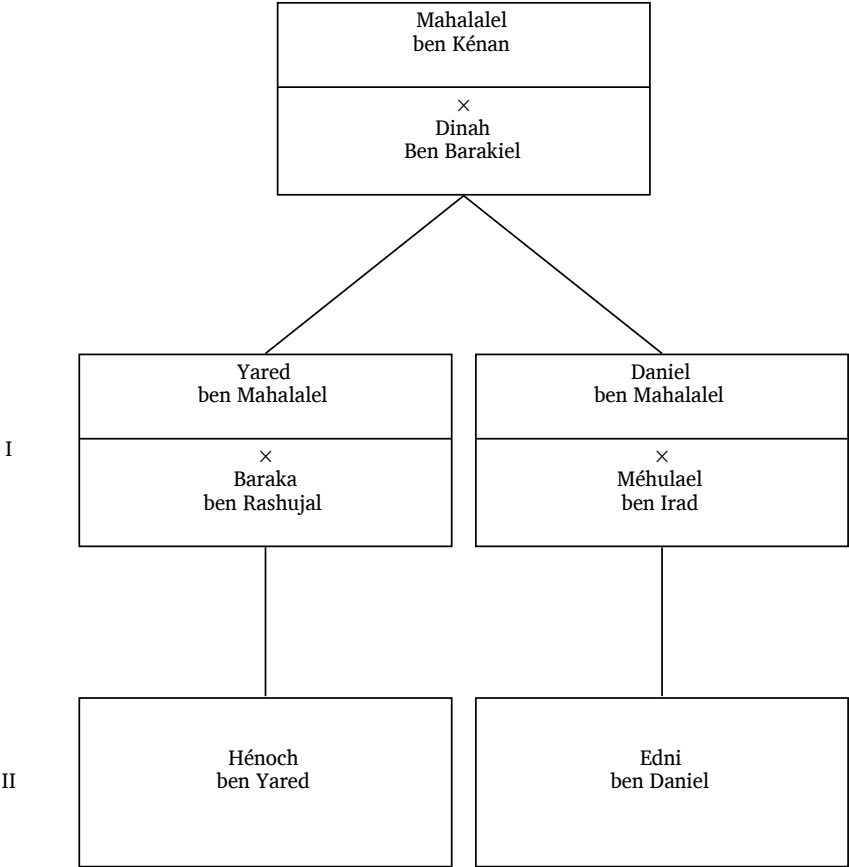 Mahalalel
ben Kénan
×
Dinah
Ben Barakiel
I
Yared
ben Mahalalel
×
Baraka
ben Rashujal
Daniel
ben Mahalalel
×
Méhulael
ben Irad
II
Hénoch
ben Yared
Edni
ben Daniel